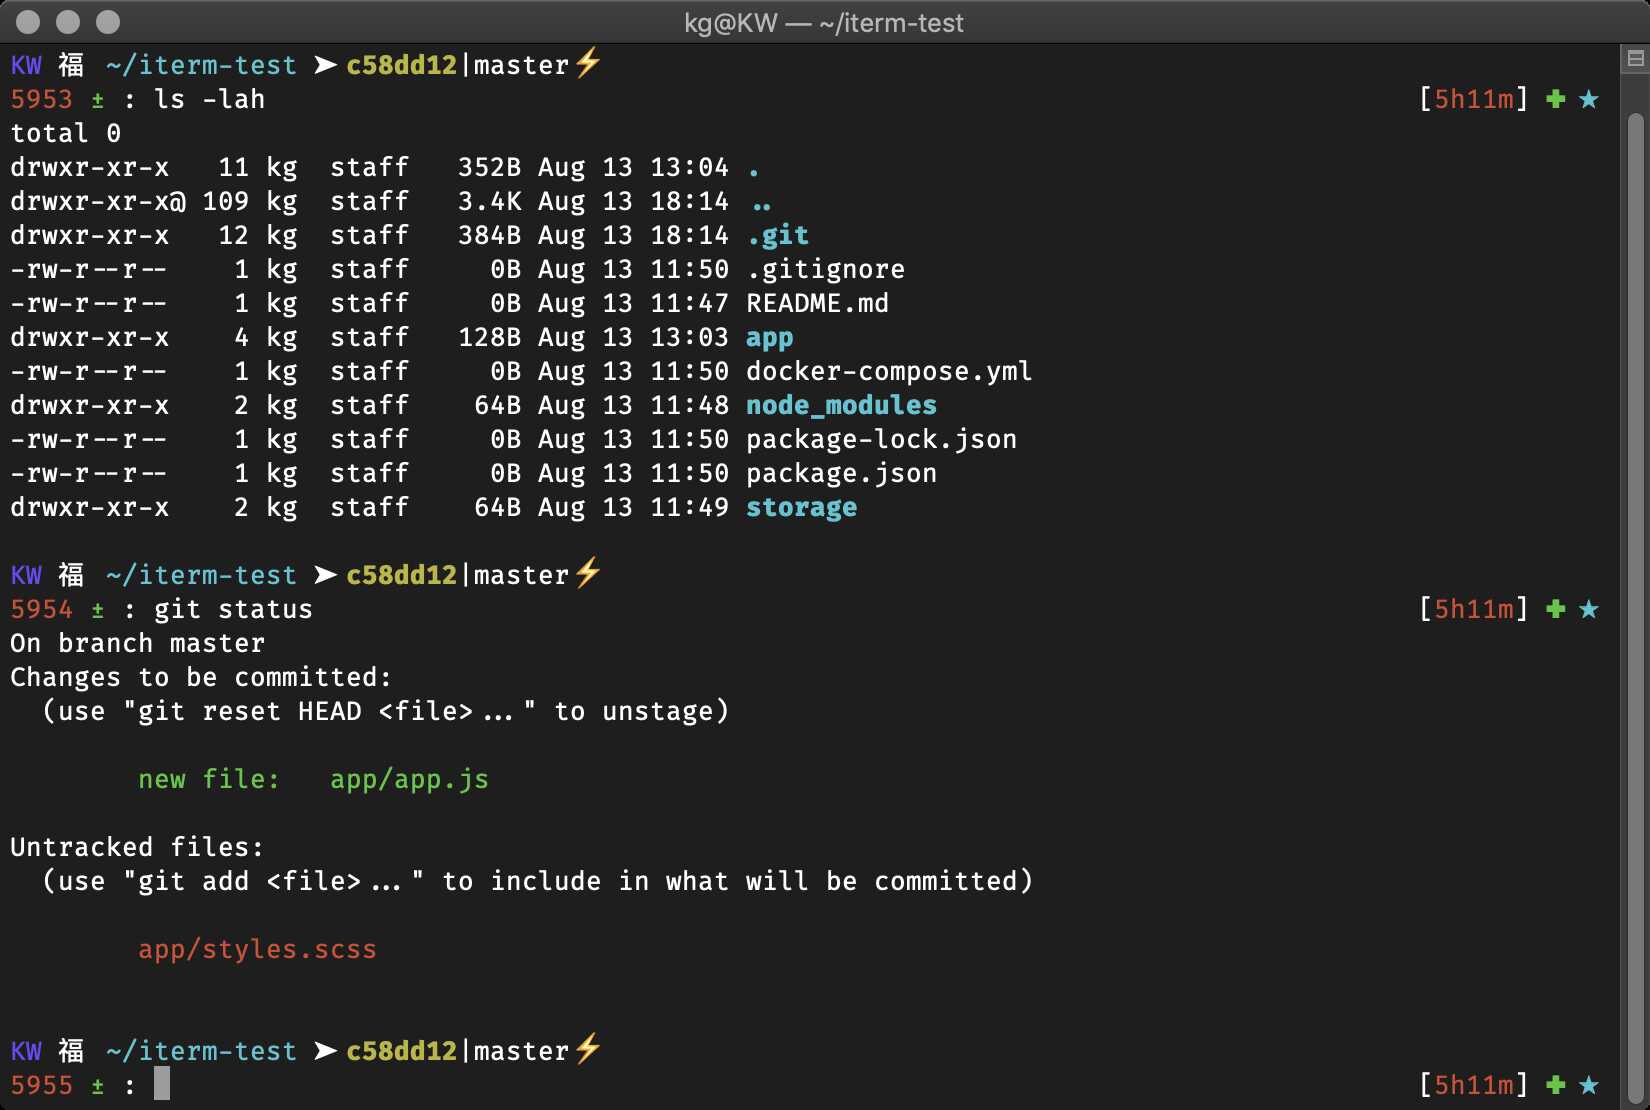 kg@KW — ~/iterm-test
KW 福 ~/iterm-test ➤ c58dd12|master⚡
5953 ± : ls -lah [5h11m] ✚ ★
total 0
drwxr-xr-x   11 kg  staff   352B Aug 13 13:04 .
drwxr-xr-x@ 109 kg  staff   3.4K Aug 13 18:14 ..
drwxr-xr-x   12 kg  staff   384B Aug 13 18:14 .git
-rw-r--r--    1 kg  staff     0B Aug 13 11:50 .gitignore
-rw-r--r--    1 kg  staff     0B Aug 13 11:47 README.md
drwxr-xr-x    4 kg  staff   128B Aug 13 13:03 app
-rw-r--r--    1 kg  staff     0B Aug 13 11:50 docker-compose.yml
drwxr-xr-x    2 kg  staff    64B Aug 13 11:48 node_modules
-rw-r--r--    1 kg  staff     0B Aug 13 11:50 package-lock.json
-rw-r--r--    1 kg  staff     0B Aug 13 11:50 package.json
drwxr-xr-x    2 kg  staff    64B Aug 13 11:49 storage
KW 福 ~/iterm-test ➤ c58dd12|master⚡
5954 ± : git status [5h11m] ✚ ★
On branch master
Changes to be committed:
  (use "git reset HEAD <file>..." to unstage)
        new file:   app/app.js
Untracked files:
  (use "git add <file>..." to include in what will be committed)
        app/styles.scss
KW 福 ~/iterm-test ➤ c58dd12|master⚡
5955 ± : [5h11m] ✚ ★